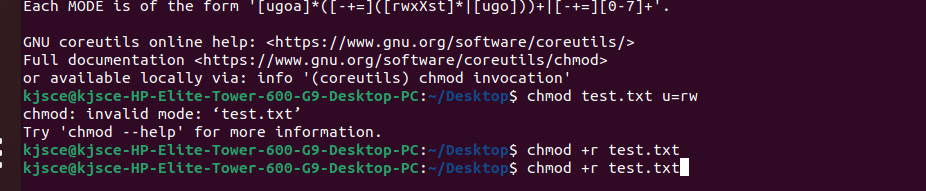 Each MODE is of the form '[ugoa]*([-+=]([rwxXst]*|[ugo]))+|[-+=][0-7]+'.
GNU coreutils online help: <https://www.gnu.org/software/coreutils/>
Full documentation <https://www.gnu.org/software/coreutils/chmod>
or available locally via: info '(coreutils) chmod invocation'
kjsce@kjsce-HP-Elite-Tower-600-G9-Desktop-PC:~/Desktop$ chmod test.txt u=rw
chmod: invalid mode: ‘test.txt’
Try 'chmod --help' for more information.
kjsce@kjsce-HP-Elite-Tower-600-G9-Desktop-PC:~/Desktop$ chmod +r test.txt
kjsce@kjsce-HP-Elite-Tower-600-G9-Desktop-PC:~/Desktop$ chmod +r test.txt